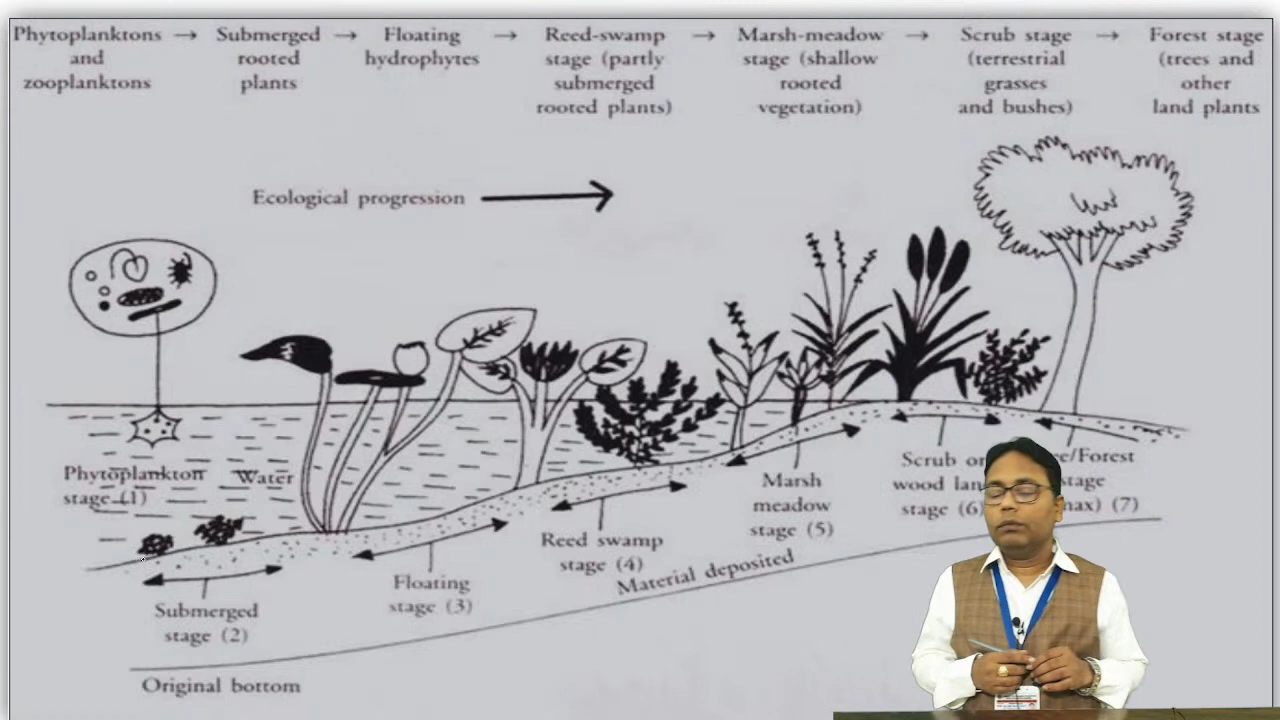 Phytoplanktons → Submerged → Floating → Reed-swamp → Marsh-meadow → Scrub stage → Forest stage
and rooted hydrophytes stage (partly stage (shallow (terrestrial (trees and
zooplanktons plants submerged rooted grasses other
rooted plants) vegetation) and bushes) land plants
Ecological progression
Phytoplankton
stage (1)
Water
Submerged
stage (2)
Floating
stage (3)
Reed swamp
stage (4)
Marsh
meadow
stage (5)
Scrub or
wood lan
stage (6)
e/Forest
stage
max) (7)
Material deposited
Original bottom